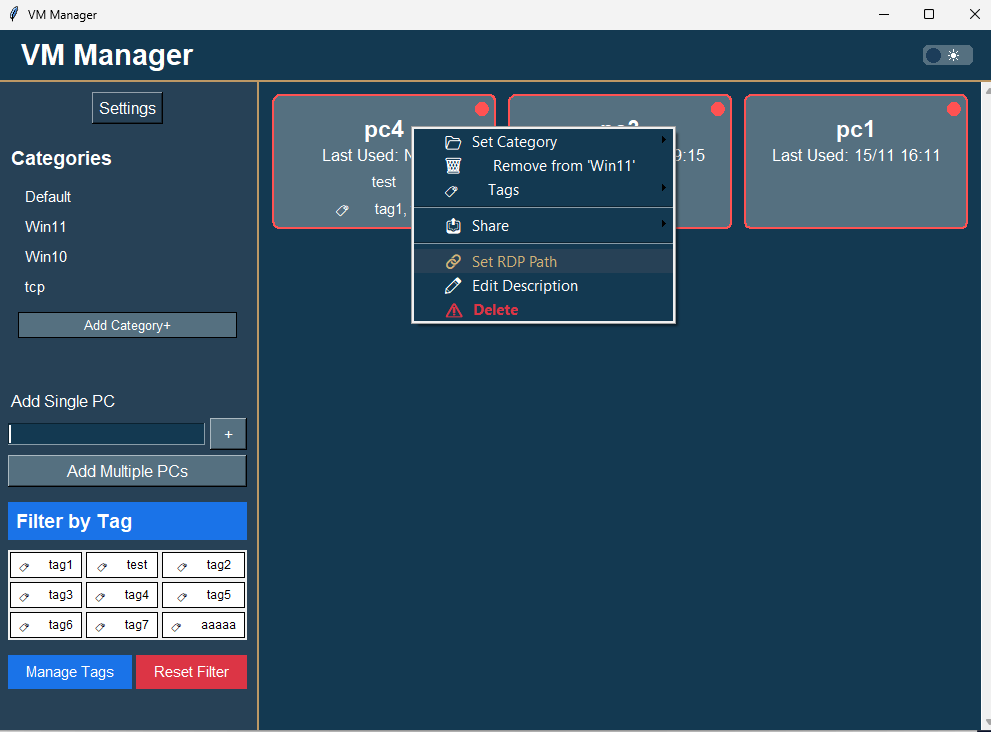 VM Manager
VM Manager
Settings
Categories
Default
Win11
Win10
tcp
Add Category+
Add Single PC
+
Add Multiple PCs
Filter by Tag
tag1 test tag2
tag3 tag4 tag5
tag6 tag7 aaaaa
Manage Tags Reset Filter
pc4
Last Used:
test
tag1,
9:15
pc1
Last Used: 15/11 16:11
Set Category
Remove from 'Win11'
Tags
Share
Set RDP Path
Edit Description
Delete